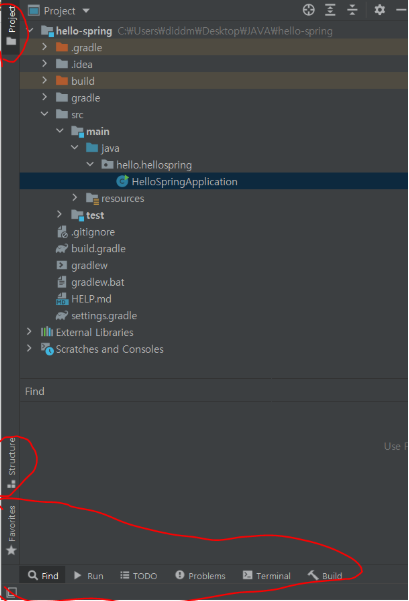 Project
Project
hello-spring C:₩Users₩diddm₩Desktop₩JAVA₩hello-spring
.gradle
.idea
build
gradle
src
main
java
hello.hellospring
HelloSpringApplication
resources
test
.gitignore
build.gradle
gradlew
gradlew.bat
HELP.md
settings.gradle
External Libraries
Scratches and Consoles
Find
Use
Structure
Favorites
Find Run TODO Problems Terminal Build